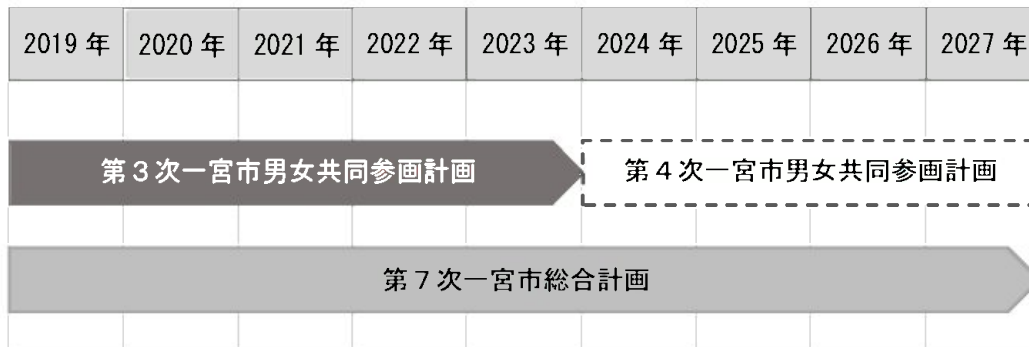 2019 年 2020 年 2021 年 2022 年 2023 年 2024 年 2025 年 2026 年 2027 年
第３次一宮市男女共同参画計画 第４次一宮市男女共同参画計画
第７次一宮市総合計画